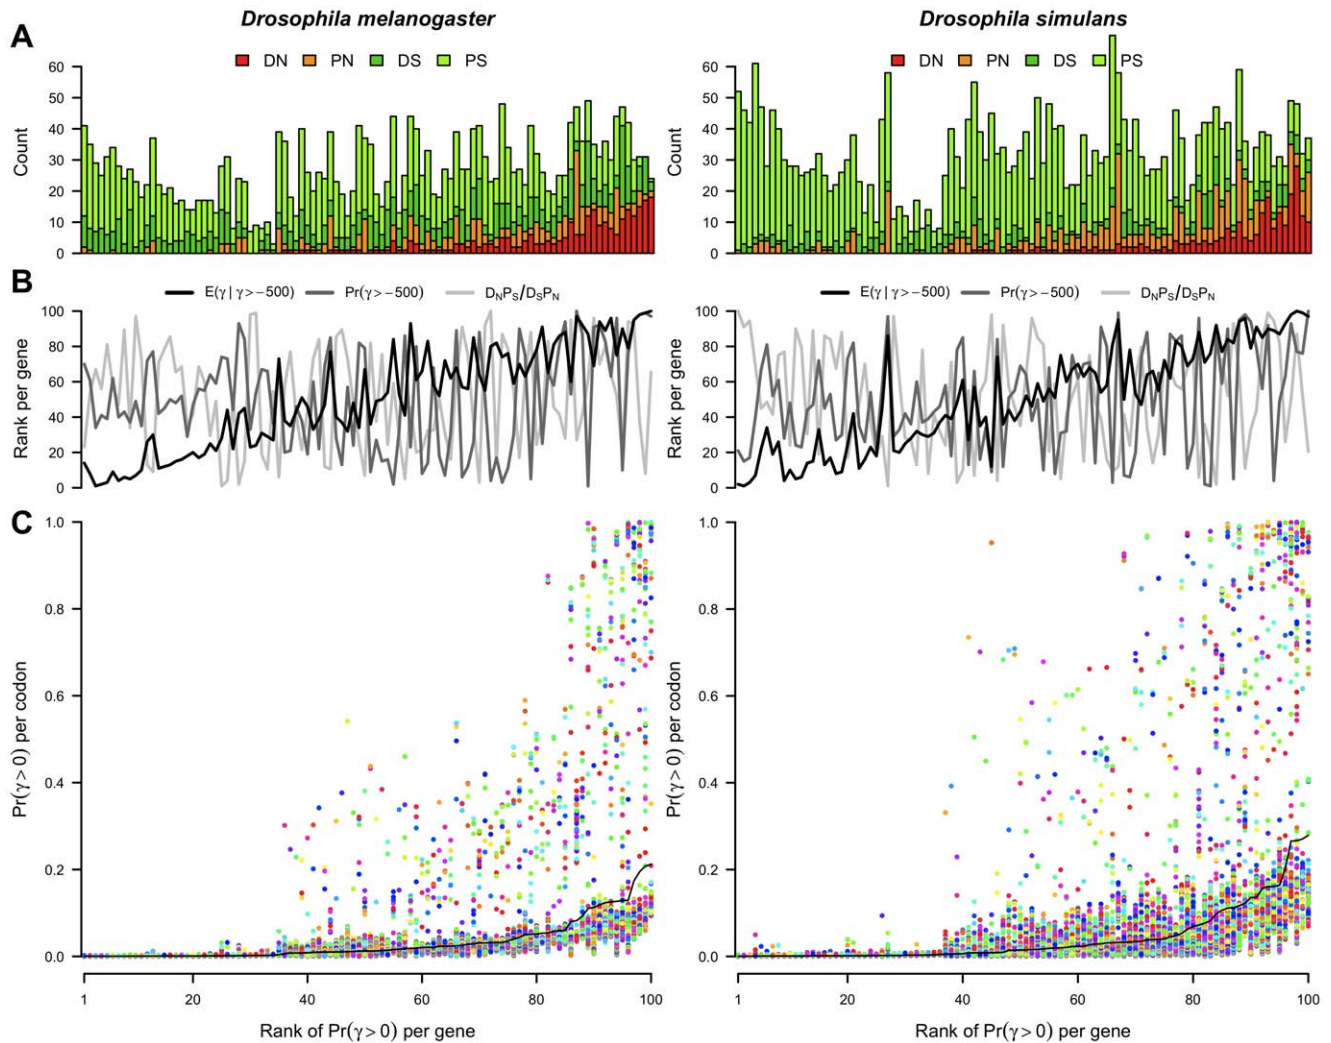 Drosophila melanogaster
Drosophila simulans
A
DN PN DS PS
DN PN DS PS
Count
60
50
40
30
20
10
0
Count
60
50
40
30
20
10
0
B
E(γ | γ>−500) Pr(γ>−500) DNPS/DSPN
E(γ | γ>−500) Pr(γ>−500) DNPS/DSPN
Rank per gene
100
80
60
40
20
0
Rank per gene
100
80
60
40
20
0
C
Pr(γ>0) per codon
1.0
0.8
0.6
0.4
0.2
0.0
Pr(γ>0) per codon
1.0
0.8
0.6
0.4
0.2
0.0
1 20 40 60 80 100
1 20 40 60 80 100
Rank of Pr(γ>0) per gene
Rank of Pr(γ>0) per gene